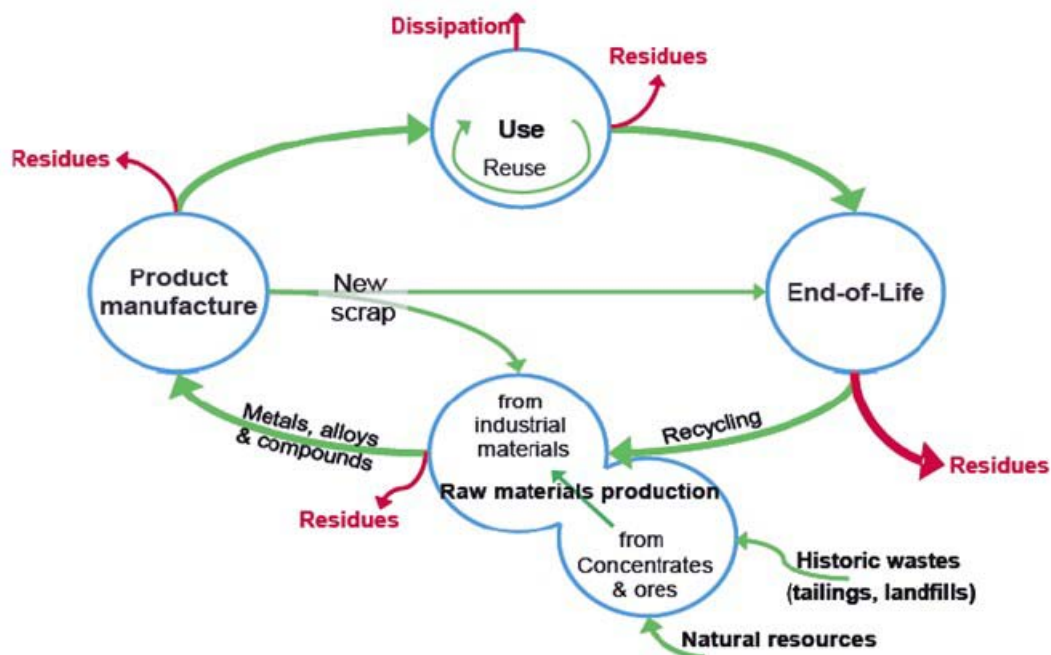 Dissipation
Residues
Use
Reuse
Residues
Product
manufacture
New
scrap
End-of-Life
from
industrial
materials
Metals, alloys
& compounds
Recycling
Residues
Raw materials production
Residues
from
Concentrates
& ores
Historic wastes
(tailings, landfills)
Natural resources